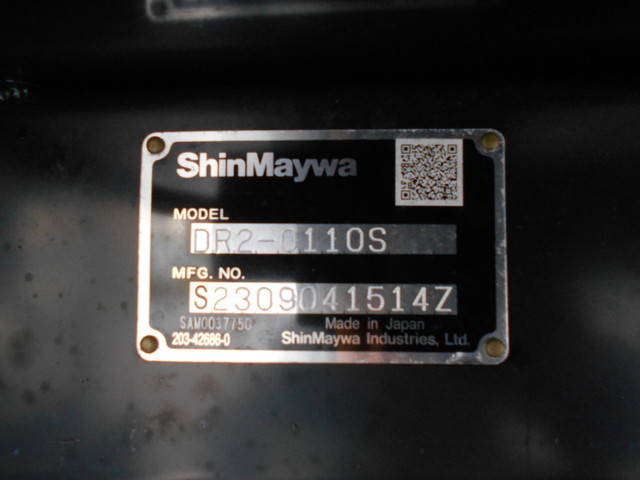 ShinMaywa
MODEL
DR2-0110S
MFG. NO.
S2309041514Z
SAM0037750 Made in Japan
203-42686-0 ShinMaywa Industries, Ltd.